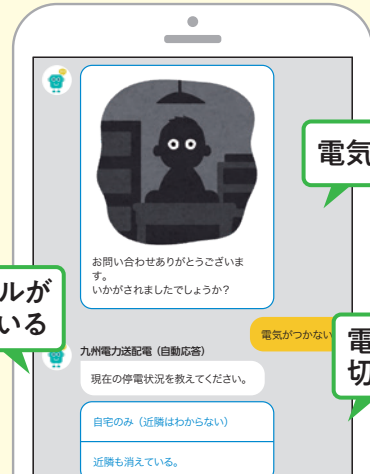 電気
お問い合わせありがとうございま
す。
いかがされましたでしょうか？
ルが
いる
電気がつかない
電
切
九州電力送配電（自動応答）
現在の停電状況を教えてください。
自宅のみ（近隣はわからない）
近隣も消えている。